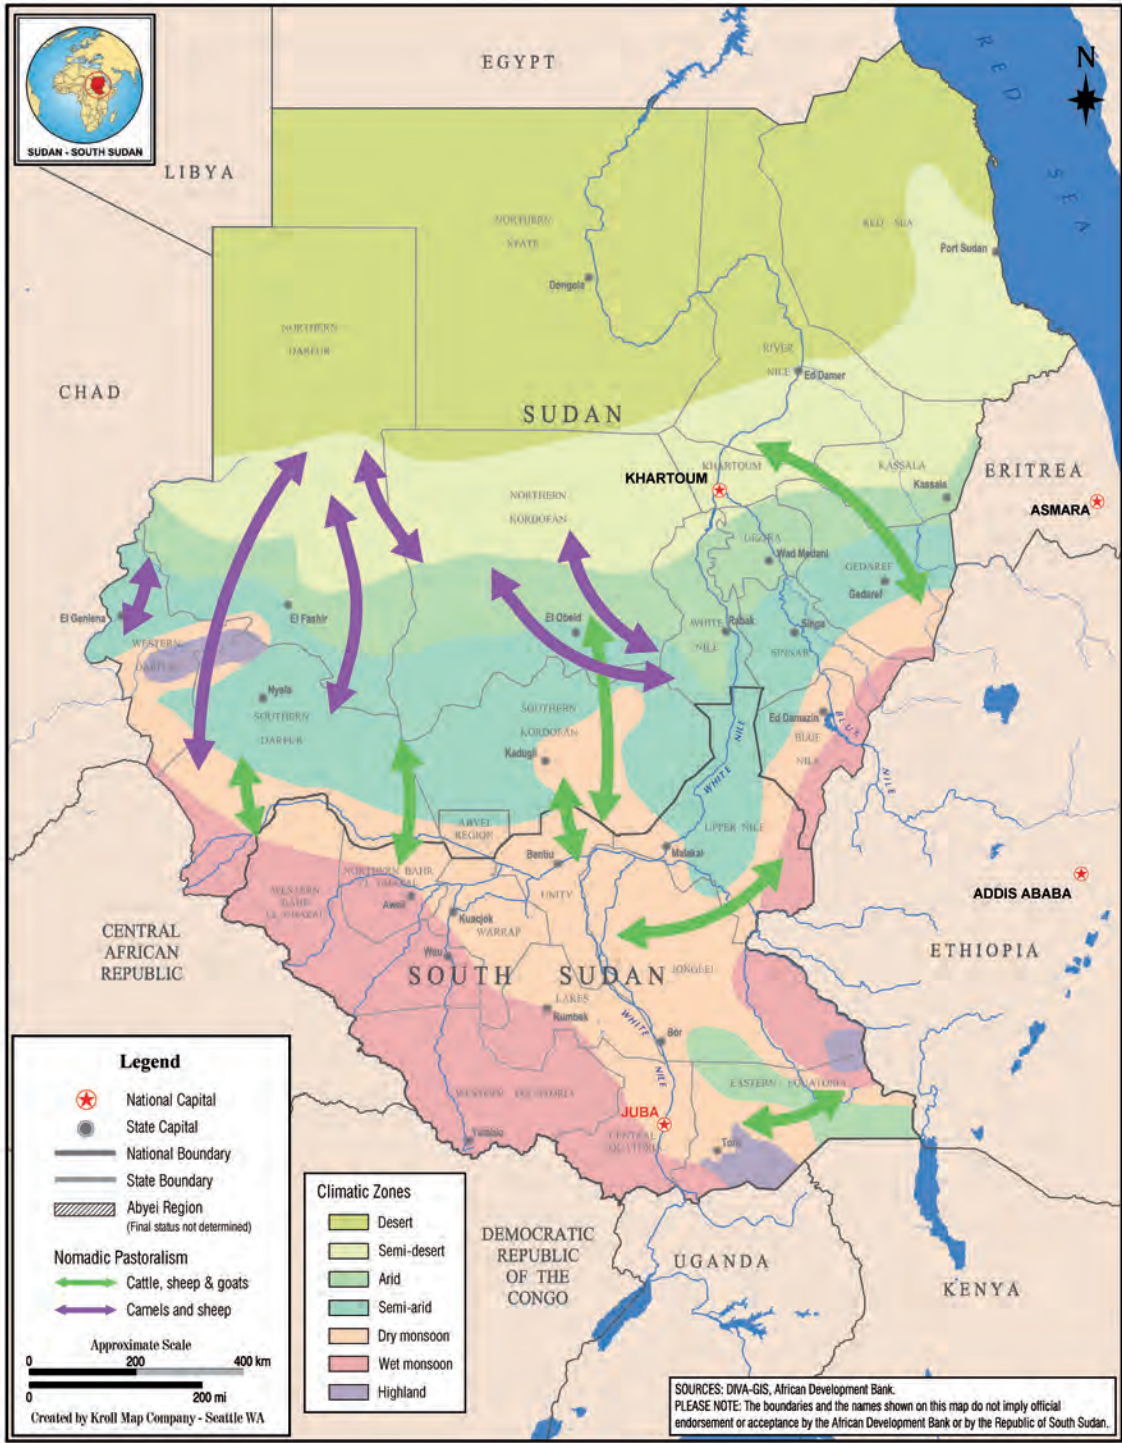 SUDAN - SOUTH SUDAN
EGYPT
N
RED SEA
LIBYA
NORTHERN
STATE
RED SEA
Port Sudan
Dongola
NORTHERN
DARFUR
RIVER
NILE
Ed Damer
CHAD
SUDAN
KHARTOUM
KHARTOUM
KASSALA
Kassala
ERITREA
ASMARA
NORTHERN
KORDOFAN
GEZIRA
Wad Medani
GEDAREF
Gedaref
El Geniena
El Fashir
El Obeid
WHITE
NILE
Rabak
Singa
SINNAR
WESTERN
DARFUR
Nyala
SOUTHERN
DARFUR
SOUTHERN
KORDOFAN
Kadugli
Ed Damazin
BLUE
NILE
BLUE
NILE
WHITE NILE
ABYEI
REGION
UPPER NILE
Malakal
Bentiu
NORTHERN BAHR
EL GHAZAL
UNITY
WESTERN
BAHR
EL GHAZAL
Aweil
Kuacjok
WARRAP
ADDIS ABABA
CENTRAL
AFRICAN
REPUBLIC
Wau
SOUTH SUDAN
JONGLEI
ETHIOPIA
LAKES
Rumbek
WHITE
NILE
Bor
EASTERN EQUATORIA
WESTERN EQUATORIA
JUBA
CENTRAL
EQUATORIA
Torit
Yambio
DEMOCRATIC
REPUBLIC
OF THE
CONGO
UGANDA
KENYA
Legend
National Capital
State Capital
National Boundary
State Boundary
Abyei Region
(Final status not determined)
Nomadic Pastoralism
Cattle, sheep & goats
Camels and sheep
Approximate Scale
0 200 400 km
0 200 mi
Created by Kroll Map Company - Seattle WA
Climatic Zones
Desert
Semi-desert
Arid
Semi-arid
Dry monsoon
Wet monsoon
Highland
SOURCES: DIVA-GIS, African Development Bank.
PLEASE NOTE: The boundaries and the names shown on this map do not imply official
endorsement or acceptance by the African Development Bank or by the Republic of South Sudan.